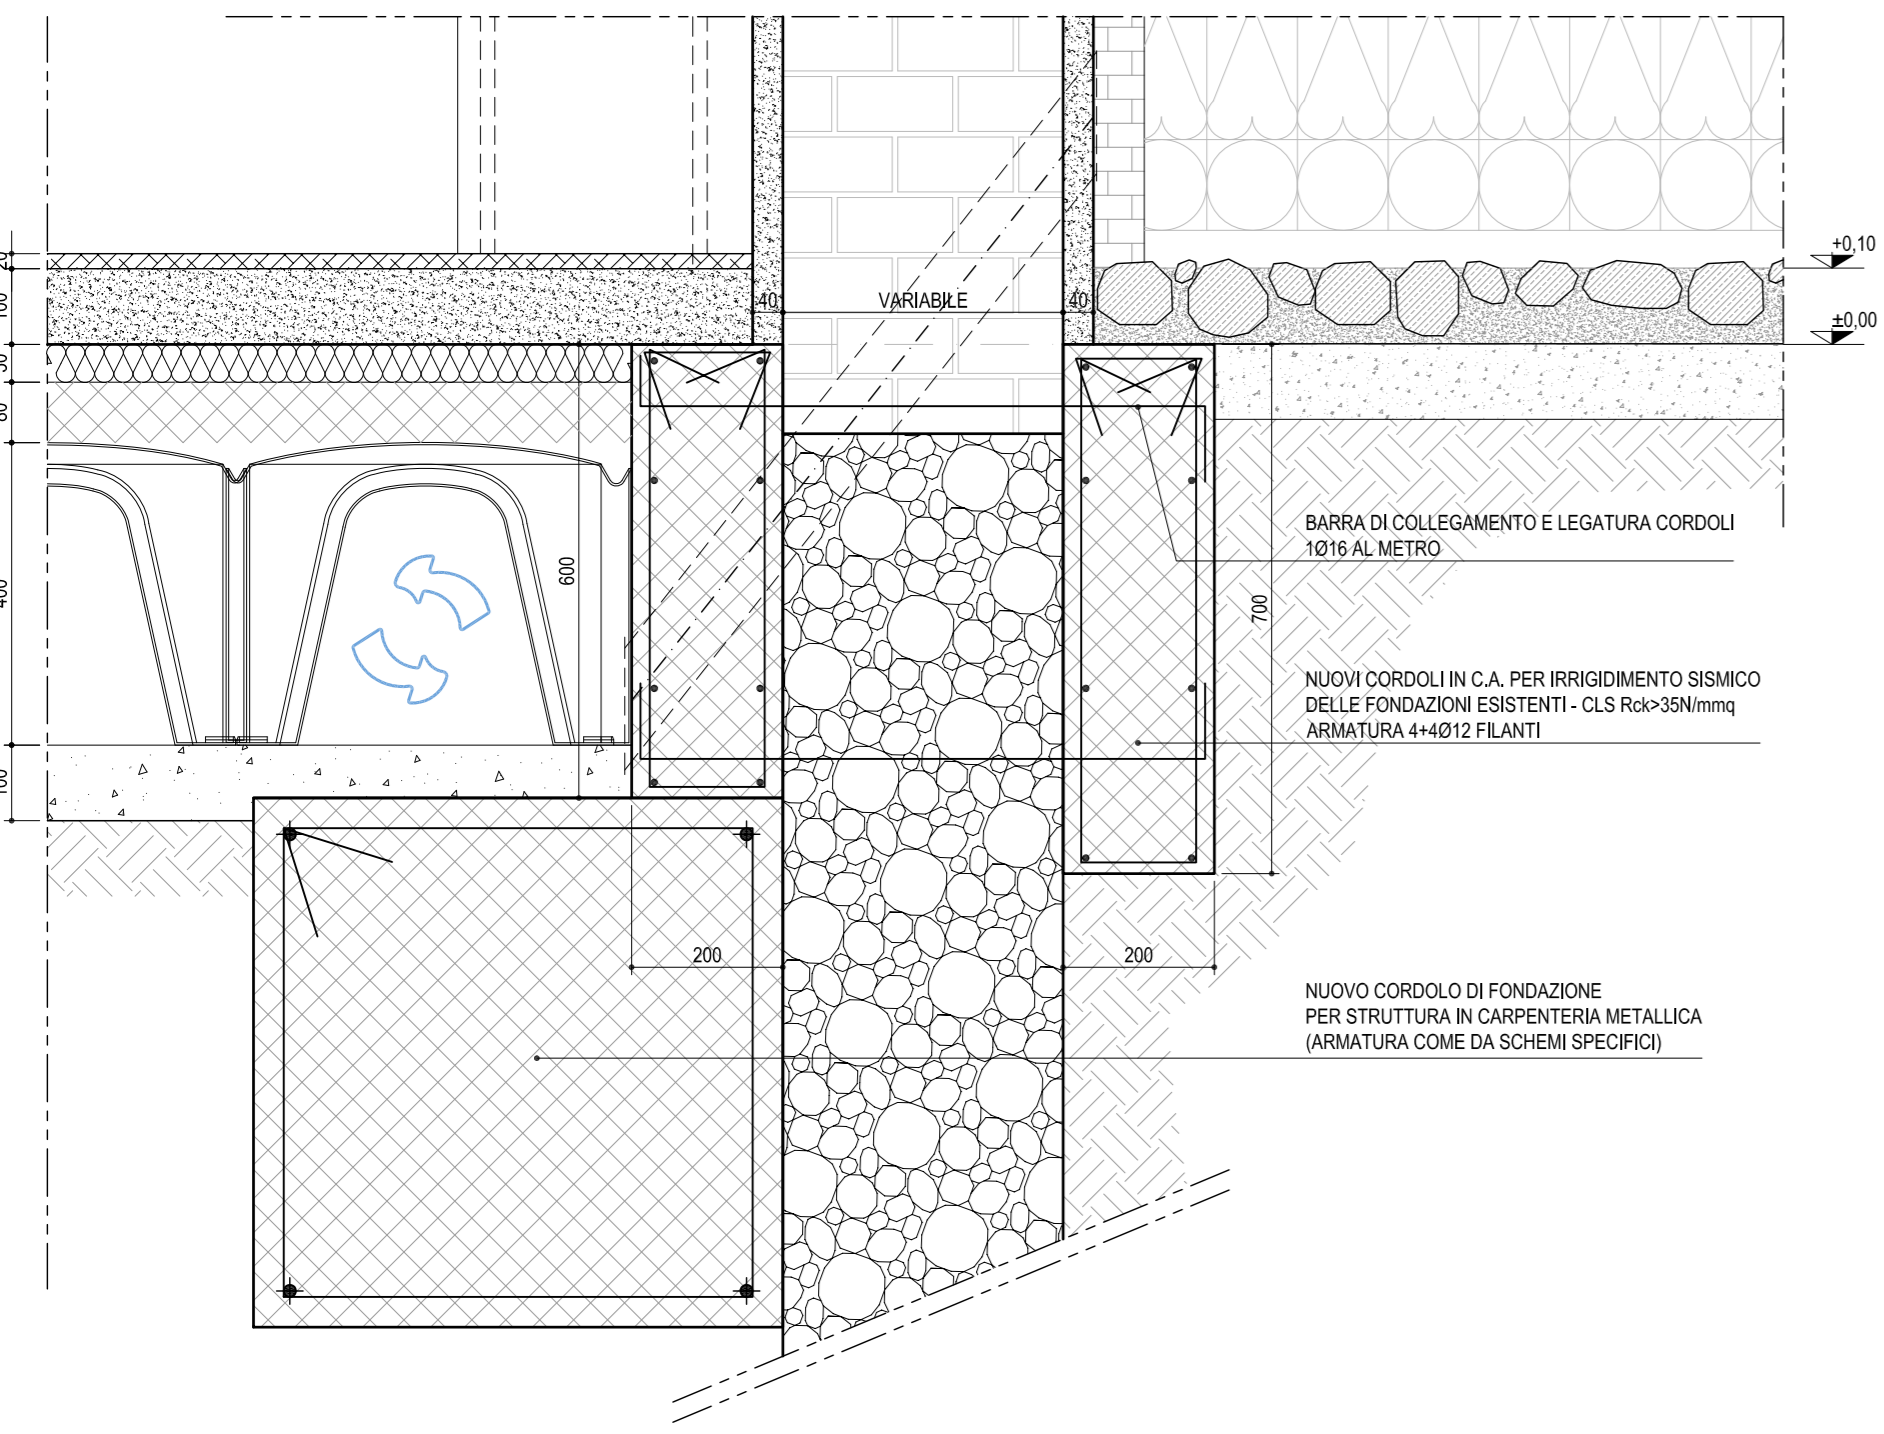 +0,10
±0,00
40
VARIABILE
40
600
700
BARRA DI COLLEGAMENTO E LEGATURA CORDOLI
1Ø16 AL METRO
NUOVI CORDOLI IN C.A. PER IRRIGIDIMENTO SISMICO
DELLE FONDAZIONI ESISTENTI - CLS Rck>35N/mmq
ARMATURA 4+4Ø12 FILANTI
200
200
NUOVO CORDOLO DI FONDAZIONE
PER STRUTTURA IN CARPENTERIA METALLICA
(ARMATURA COME DA SCHEMI SPECIFICI)